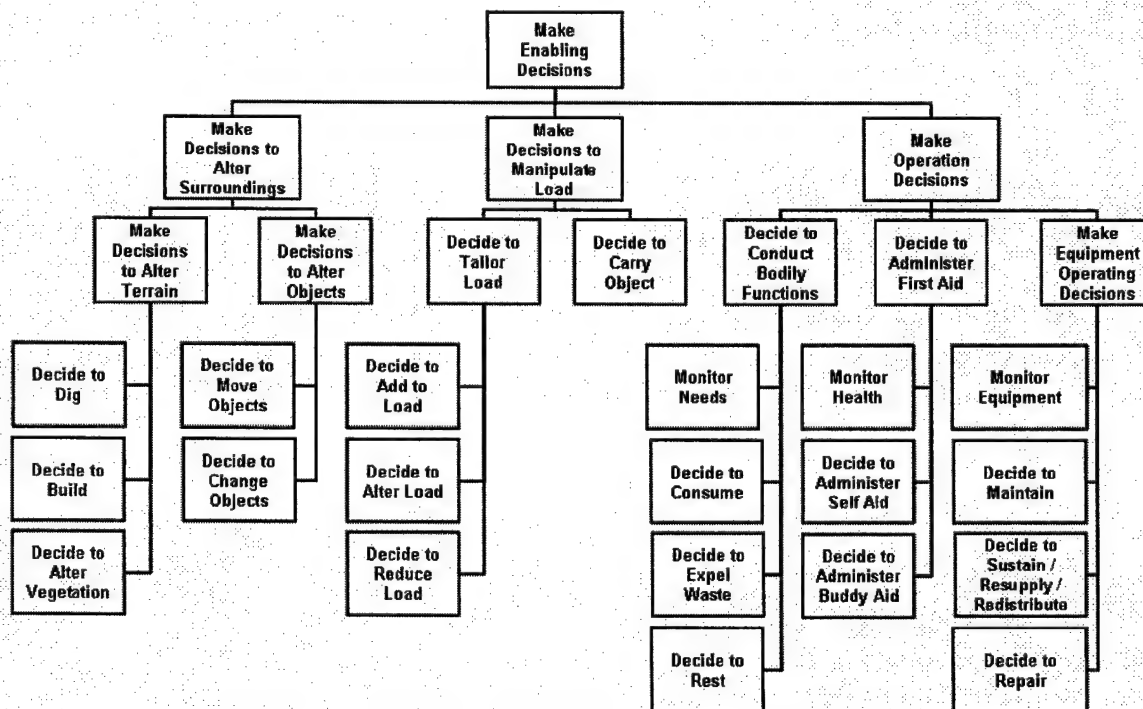 Make
Enabling
Decisions
Make
Decisions to
Alter
Surroundings
Make
Decisions to
Manipulate
Load
Make
Operation
Decisions
Make
Decisions
to Alter
Terrain
Make
Decisions
to Alter
Objects
Decide to
Tailor
Load
Decide to
Carry
Object
Decide to
Conduct
Bodily
Functions
Decide to
Administer
First Aid
Make
Equipment
Operating
Decisions
Decide to
Dig
Decide to
Move
Objects
Decide to
Add to
Load
Monitor
Needs
Monitor
Health
Monitor
Equipment
Decide to
Build
Decide to
Change
Objects
Decide to
Alter Load
Decide to
Consume
Decide to
Administer
Self Aid
Decide to
Maintain
Decide to
Alter
Vegetation
Decide to
Reduce
Load
Decide to
Expel
Waste
Decide to
Administer
Buddy Aid
Decide to
Sustain /
Resupply /
Redistribute
Decide to
Rest
Decide to
Repair